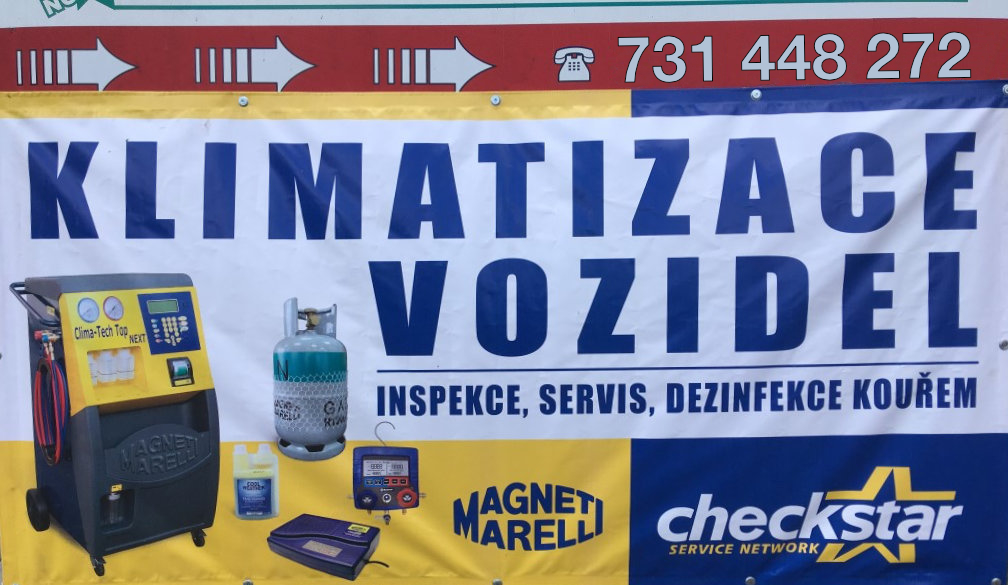 731 448 272
KLIMATIZACE
VOZIDEL
INSPEKCE, SERVIS, DEZINFEKCE KOUŘEM
Clima-Tech Top
NEXT
MAGNETI
MARELLI
MAGNETI
MARELLI
checkstar
SERVICE NETWORK